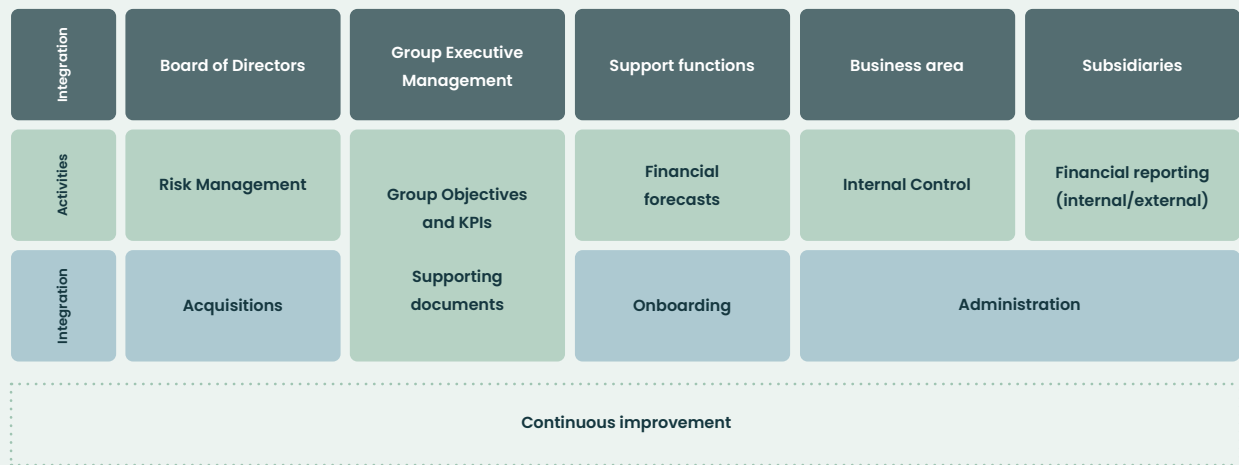 Integration
Board of Directors
Group Executive
Management
Support functions
Business area
Subsidiaries
Activities
Risk Management
Group Objectives
and KPIs
Supporting
documents
Financial
forecasts
Internal Control
Financial reporting
(internal/external)
Integration
Acquisitions
Onboarding
Administration
Continuous improvement